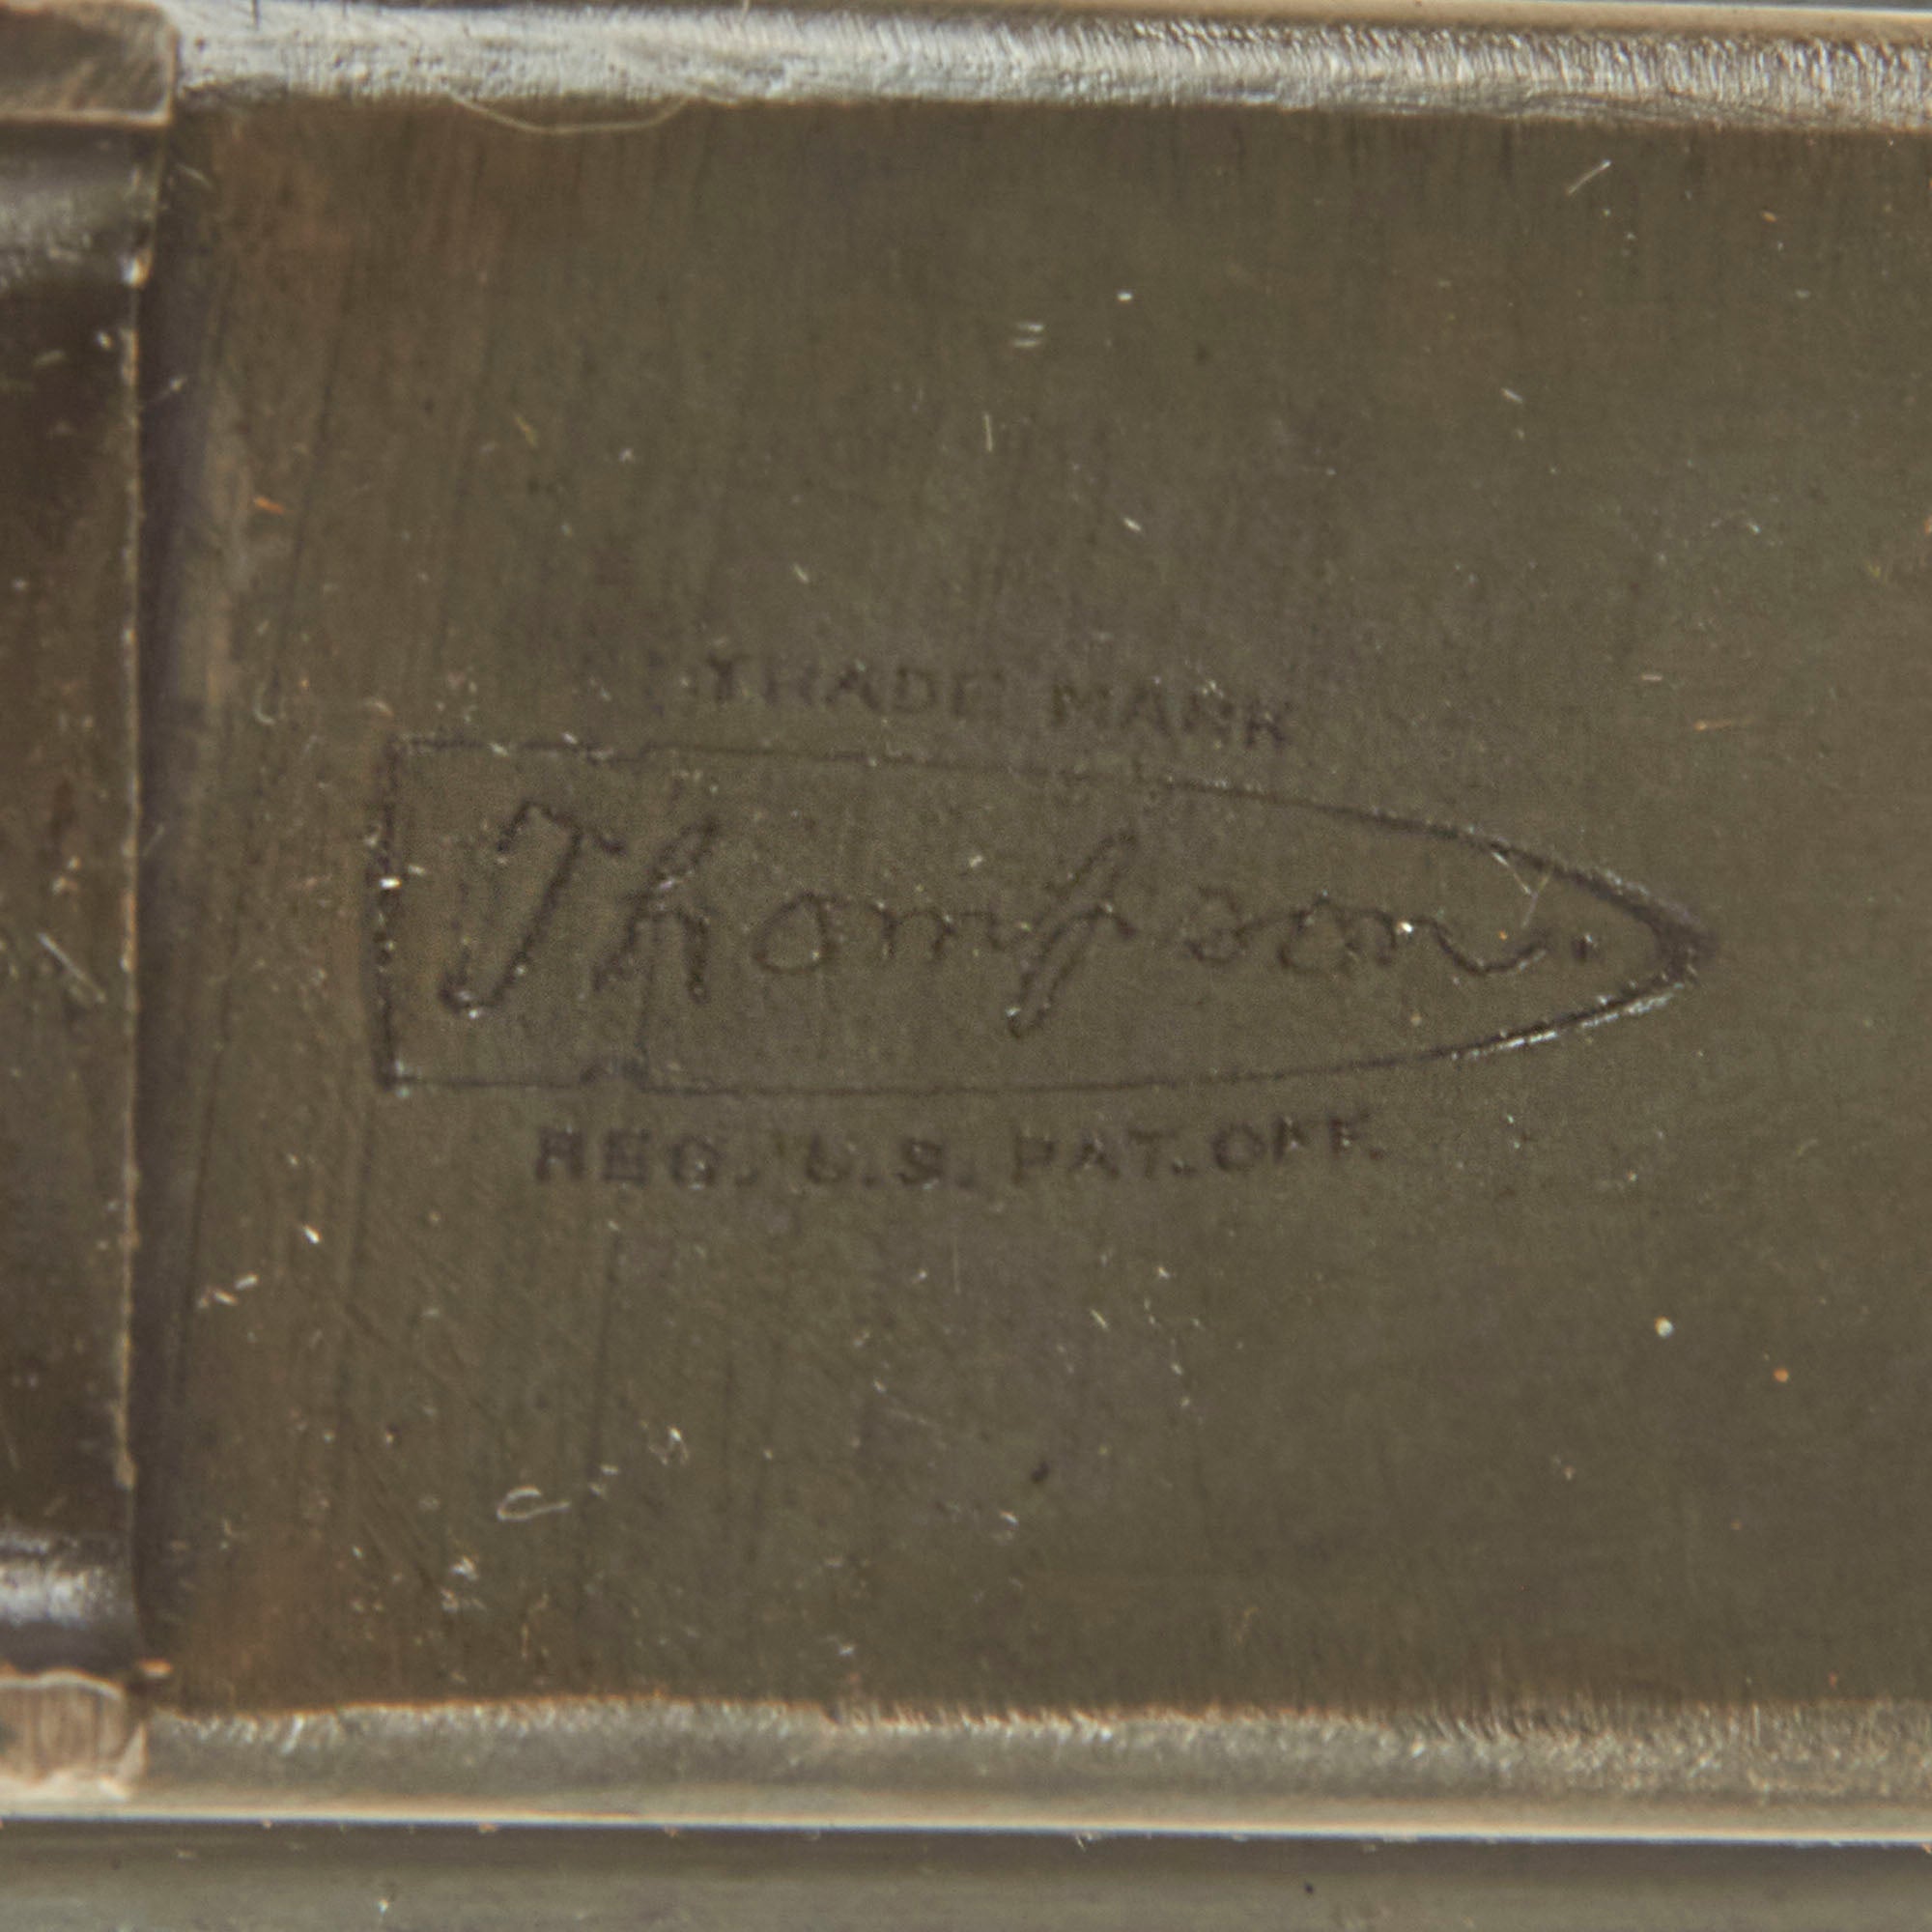 TRADE MARK
Thompson.
REG. U.S. PAT. OFF.